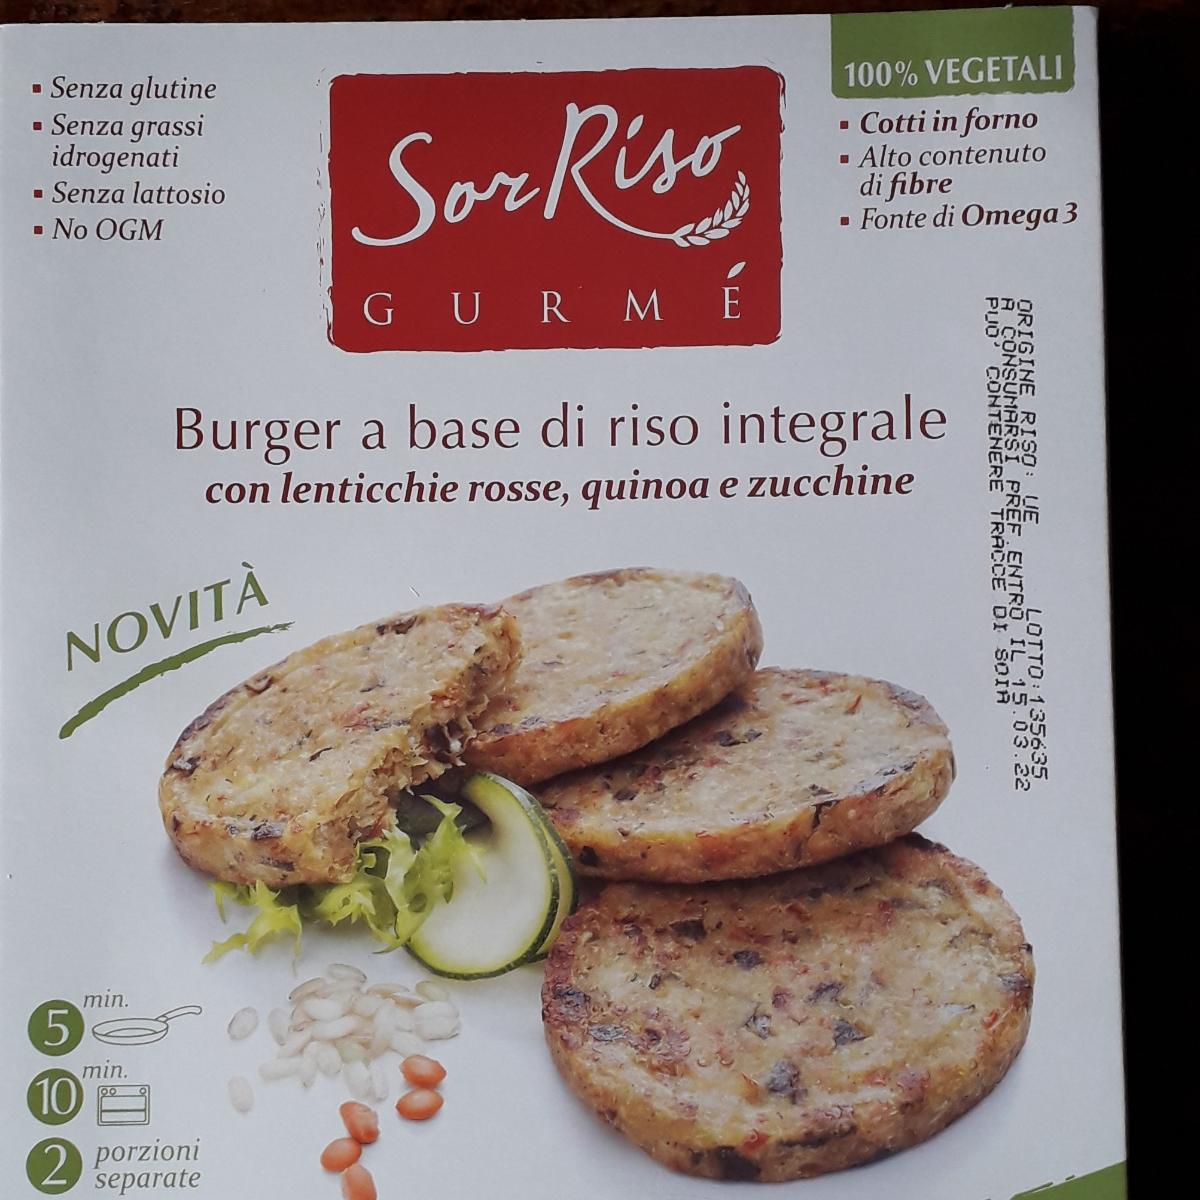 Senza glutine
Senza grassi
idrogenati
Senza lattosio
No OGM
SorRiso
GURMÉ
100% VEGETALI
Cotti in forno
Alto contenuto
di fibre
Fonte di Omega 3
ORIGINE RISO: UE LOTTO:135635
A CONSUMARSI PREF ENTRO IL 15.03.22
PUO' CONTENERE TRACCE DI SOIA
Burger a base di riso integrale
con lenticchie rosse, quinoa e zucchine
NOVITÀ
5 min.
10 min.
2 porzioni
separate